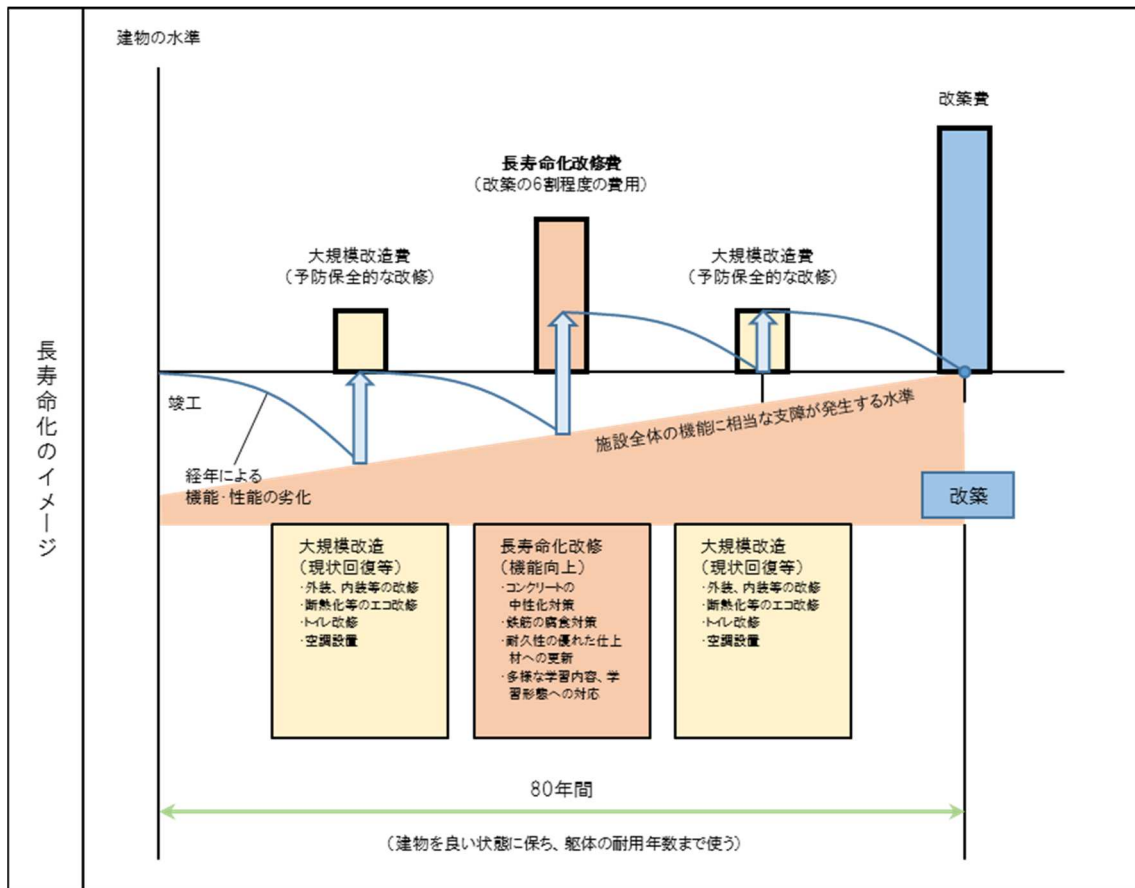 長寿命化のイメージ
建物の水準
改築費
長寿命化改修費
（改築の6割程度の費用）
大規模改造費
（予防保全的な改修）
大規模改造費
（予防保全的な改修）
竣工
施設全体の機能に相当な支障が発生する水準
経年による
機能・性能の劣化
改築
大規模改造
（現状回復等）
・外装、内装等の改修
・断熱化等のエコ改修
・トイレ改修
・空調設置
長寿命化改修
（機能向上）
・コンクリートの
中性化対策
・鉄筋の腐食対策
・耐久性の優れた仕上
材への更新
・多様な学習内容、学
習形態への対応
大規模改造
（現状回復等）
・外装、内装等の改修
・断熱化等のエコ改修
・トイレ改修
・空調設置
80年間
（建物を良い状態に保ち、躯体の耐用年数まで使う）